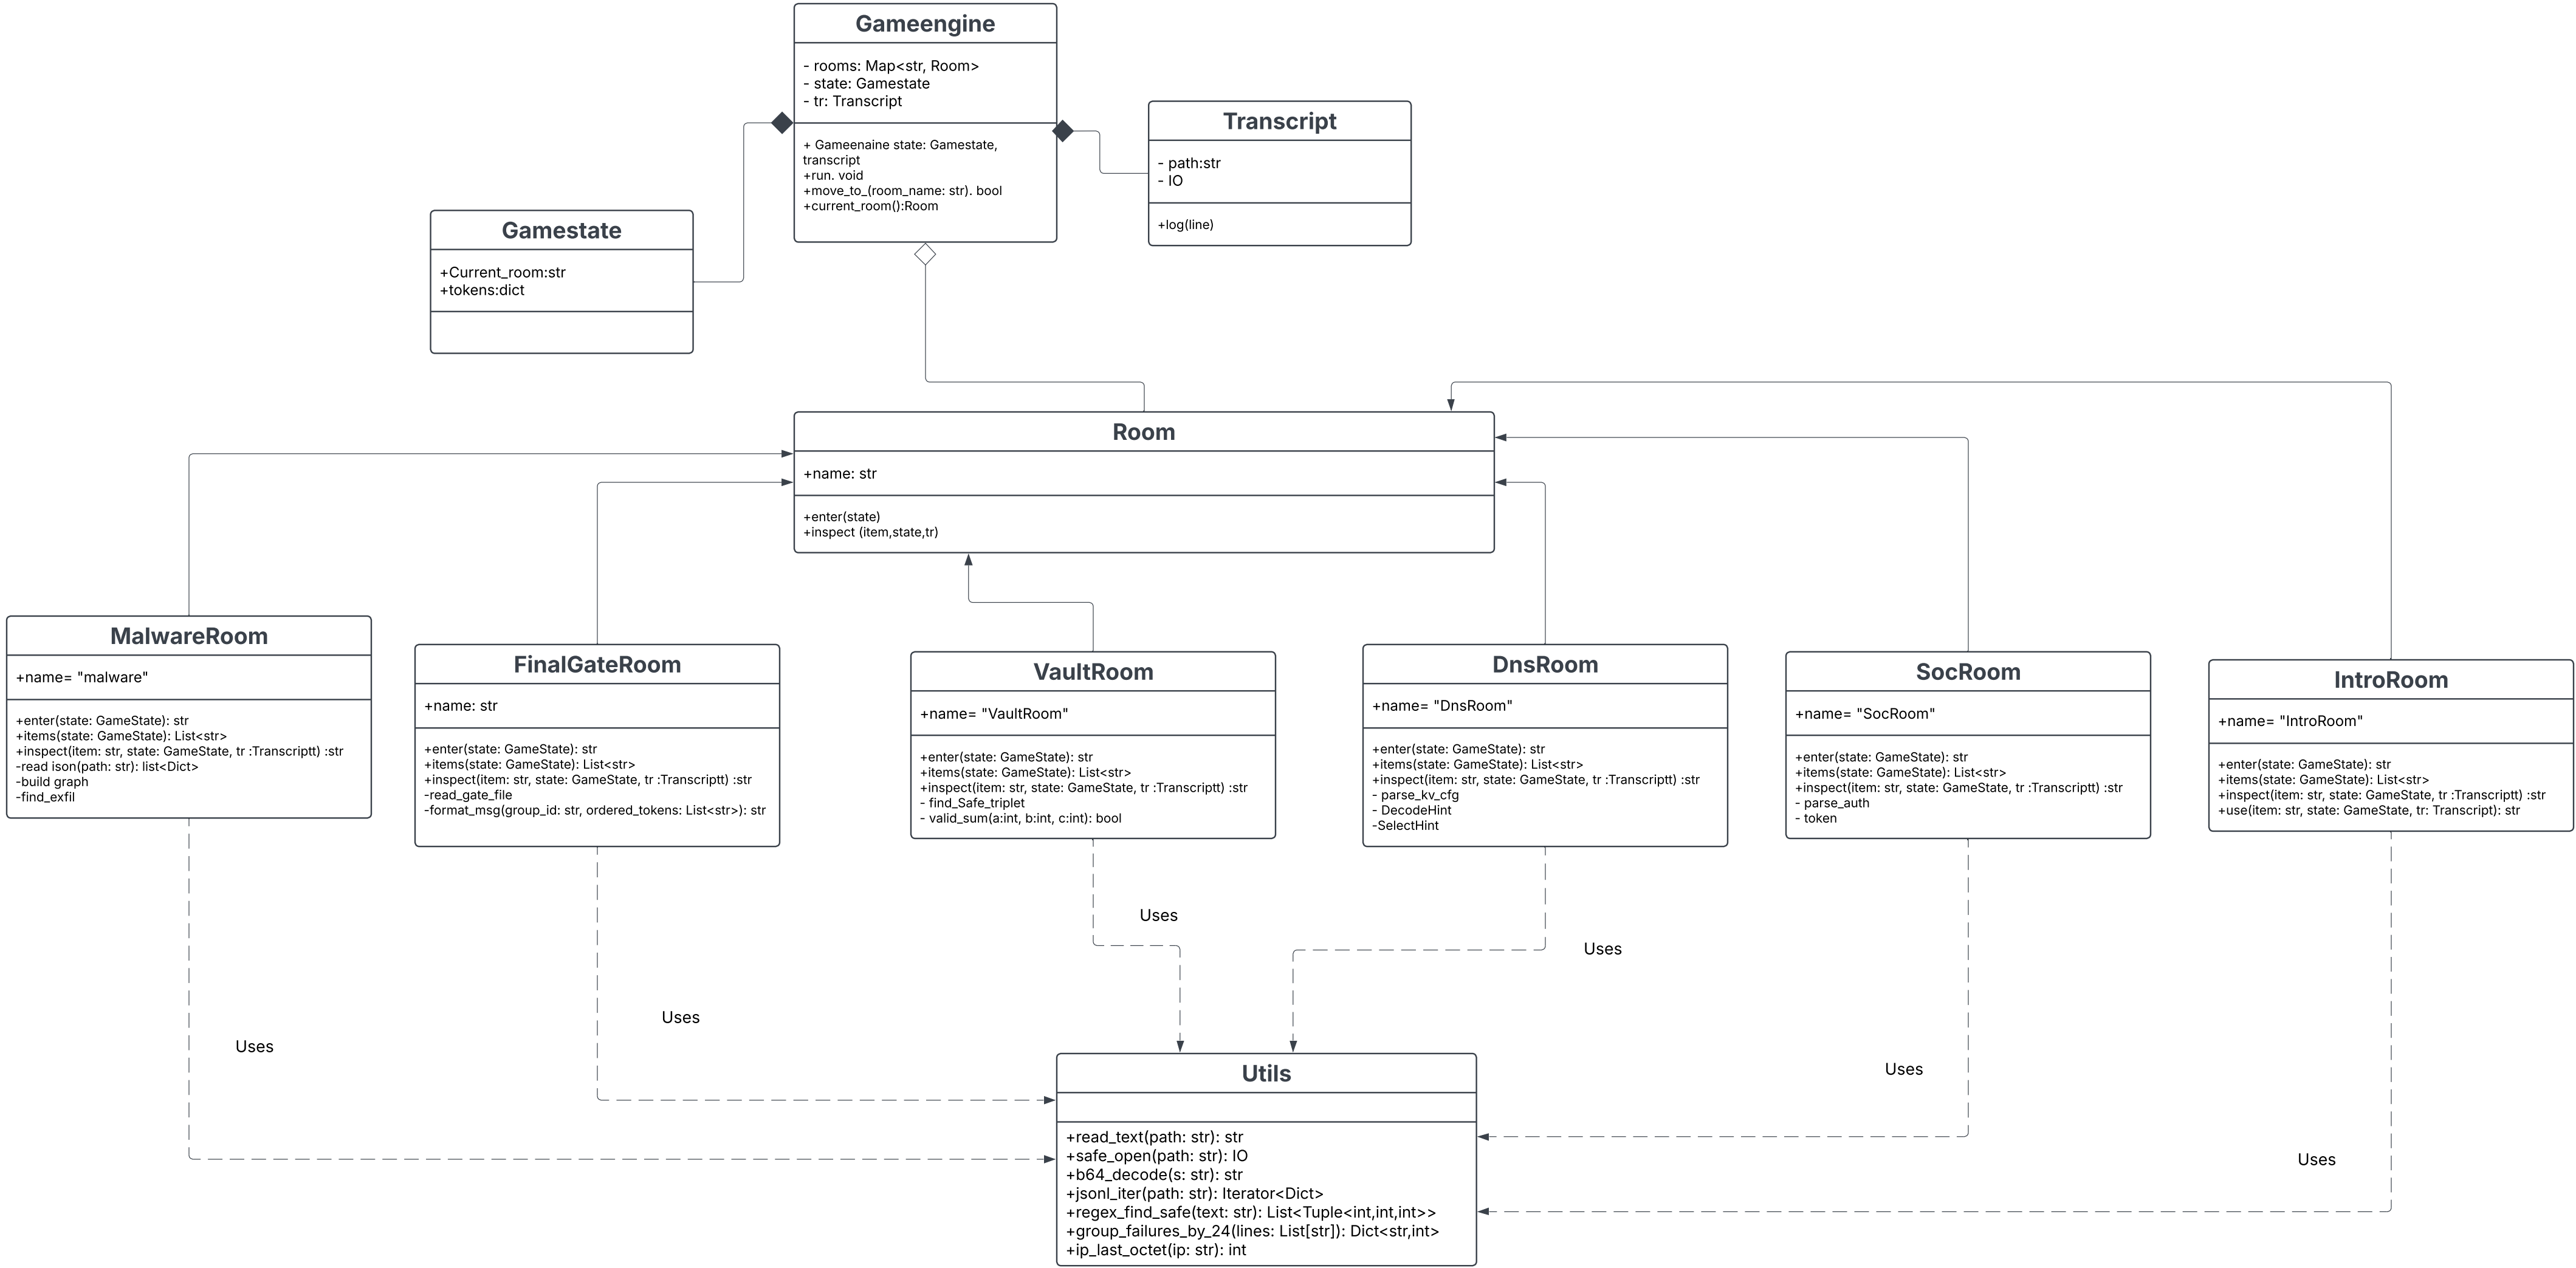 Gameengine
- rooms: Map<str, Room>
- state: Gamestate
- tr: Transcript
+ Gameenaine state: Gamestate,
transcript
+run. void
+move_to_(room_name: str). bool
+current_room():Room
Transcript
- path:str
- IO
+log(line)
Gamestate
+Current_room:str
+tokens:dict
Room
+name: str
+enter(state)
+inspect (item,state,tr)
MalwareRoom
+name= "malware"
+enter(state: GameState): str
+items(state: GameState): List<str>
+inspect(item: str, state: GameState, tr :Transcriptt) :str
-read ison(path: str): list<Dict>
-build graph
-find_exfil
FinalGateRoom
+name: str
+enter(state: GameState): str
+items(state: GameState): List<str>
+inspect(item: str, state: GameState, tr :Transcriptt) :str
-read_gate_file
-format_msg(group_id: str, ordered_tokens: List<str>): str
VaultRoom
+name= "VaultRoom"
+enter(state: GameState): str
+items(state: GameState): List<str>
+inspect(item: str, state: GameState, tr :Transcriptt) :str
- find_Safe_triplet
- valid_sum(a:int, b:int, c:int): bool
DnsRoom
+name= "DnsRoom"
+enter(state: GameState): str
+items(state: GameState): List<str>
+inspect(item: str, state: GameState, tr :Transcriptt) :str
- parse_kv_cfg
- DecodeHint
-SelectHint
SocRoom
+name= "SocRoom"
+enter(state: GameState): str
+items(state: GameState): List<str>
+inspect(item: str, state: GameState, tr :Transcriptt) :str
- parse_auth
- token
IntroRoom
+name= "IntroRoom"
+enter(state: GameState): str
+items(state: GameState): List<str>
+inspect(item: str, state: GameState, tr :Transcriptt) :str
+use(item: str, state: GameState, tr: Transcript): str
Uses
Uses
Uses
Uses
Uses
Uses
Utils
+read_text(path: str): str
+safe_open(path: str): IO
+b64_decode(s: str): str
+jsonl_iter(path: str): Iterator<Dict>
+regex_find_safe(text: str): List<Tuple<int,int,int>>
+group_failures_by_24(lines: List[str]): Dict<str,int>
+ip_last_octet(ip: str): int